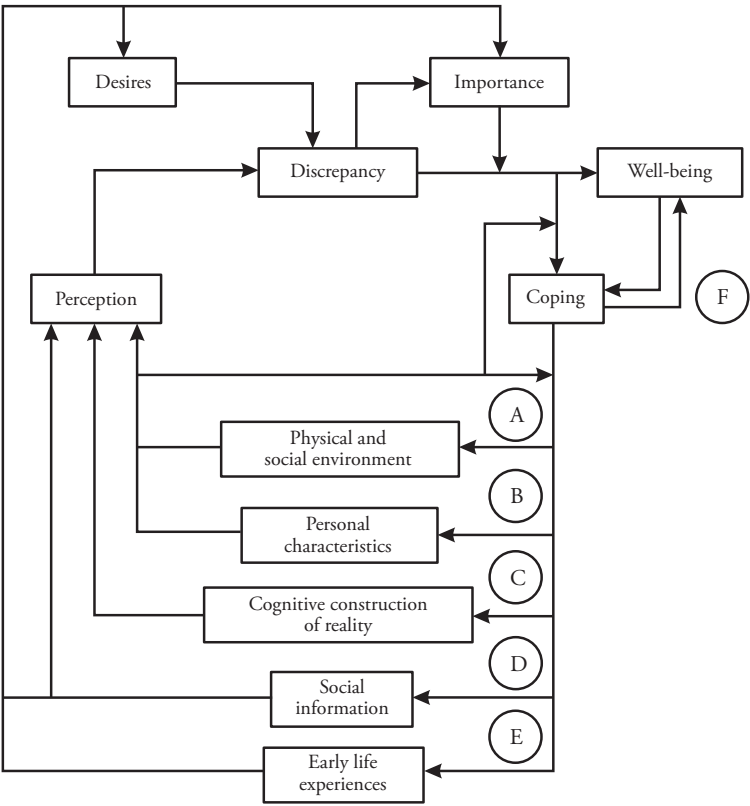 Desires
Importance
Discrepancy
Well-being
Perception
Coping
F
A
Physical and
social environment
B
Personal
characteristics
C
Cognitive construction
of reality
D
Social
information
E
Early life
experiences